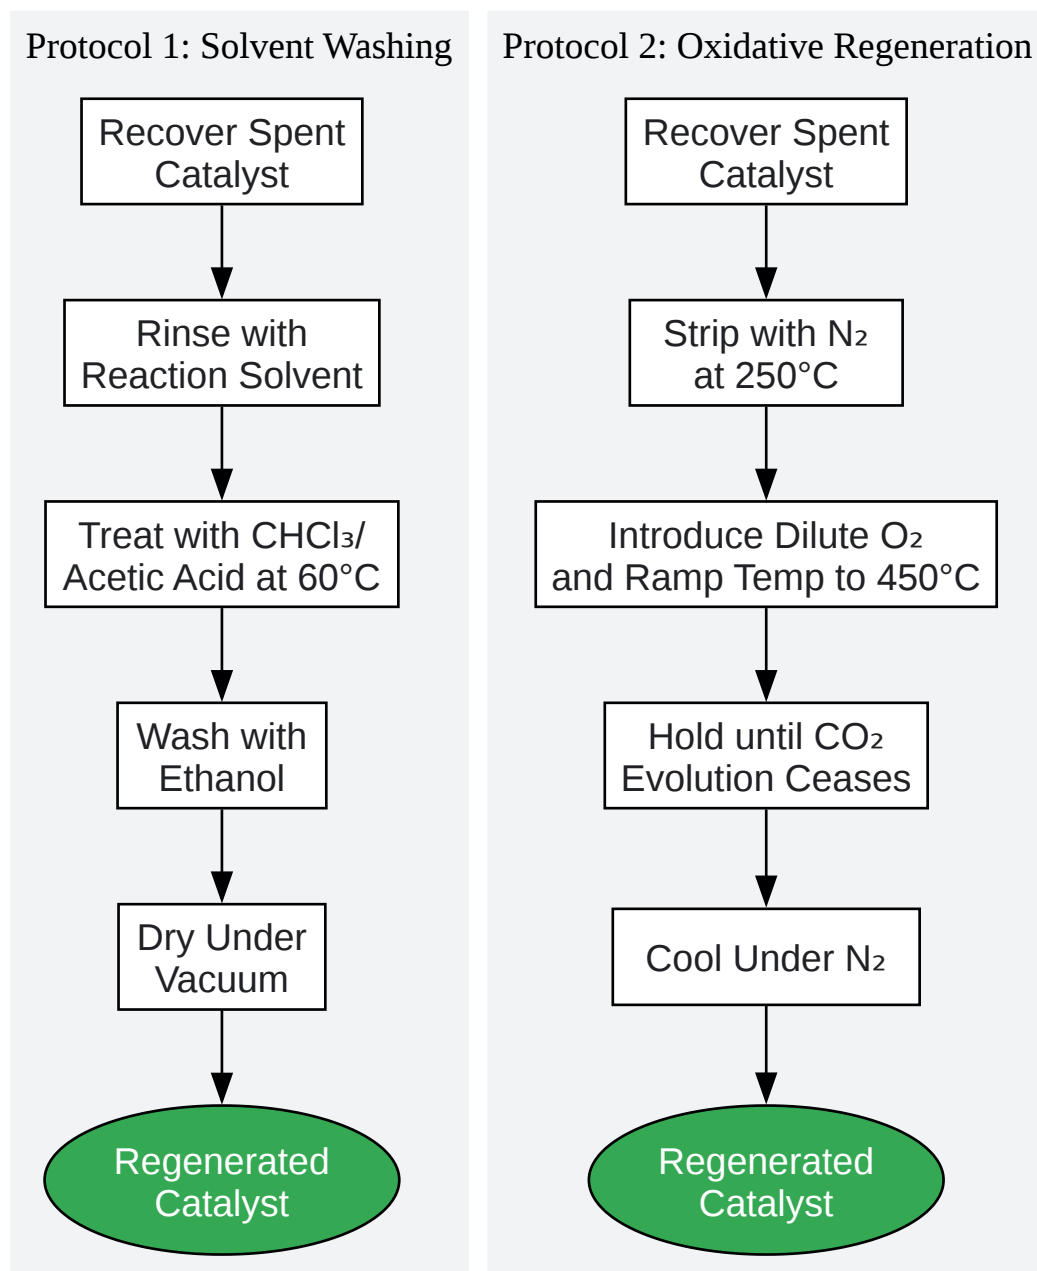 Protocol 1: Solvent Washing
Recover Spent
Catalyst
Rinse with
Reaction Solvent
Treat with CHCl₃/
Acetic Acid at 60°C
Wash with
Ethanol
Dry Under
Vacuum
Regenerated
Catalyst
Protocol 2: Oxidative Regeneration
Recover Spent
Catalyst
Strip with N₂
at 250°C
Introduce Dilute O₂
and Ramp Temp to 450°C
Hold until CO₂
Evolution Ceases
Cool Under N₂
Regenerated
Catalyst